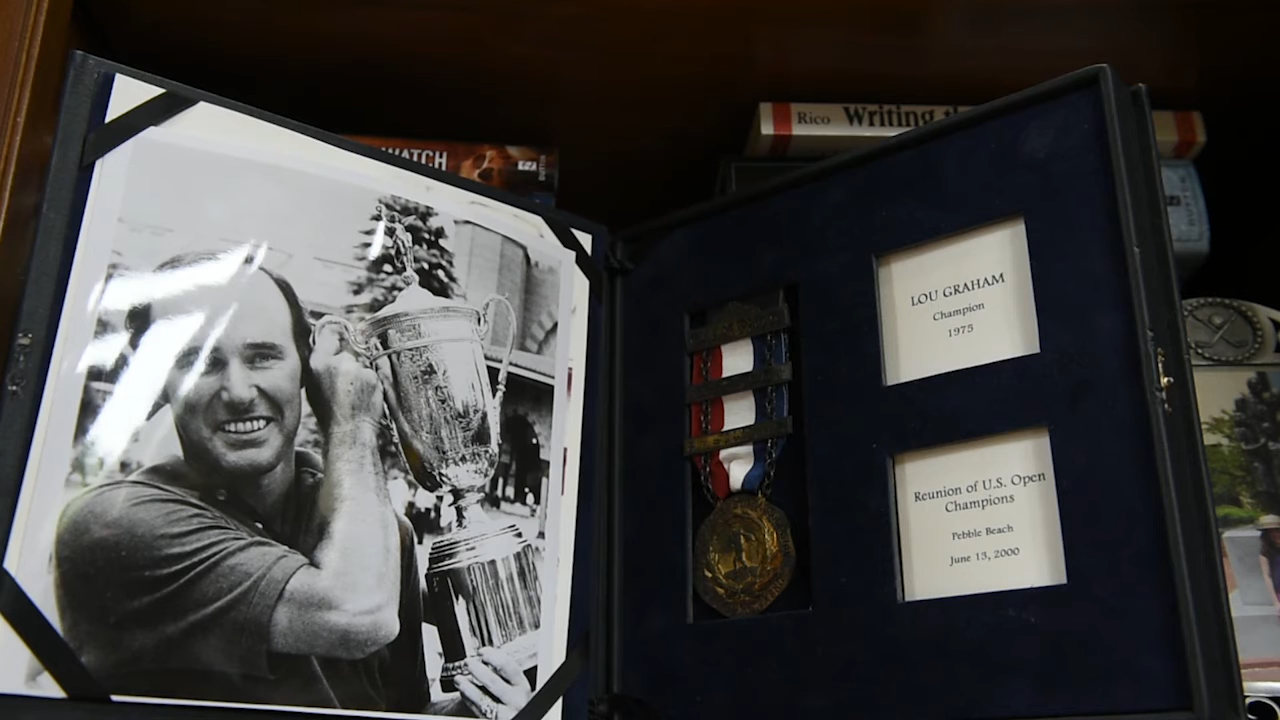 WATCH
Rico Writing
LOU GRAHAM
Champion
1975
Reunion of U.S. Open
Champions
Pebble Beach
June 13, 2000